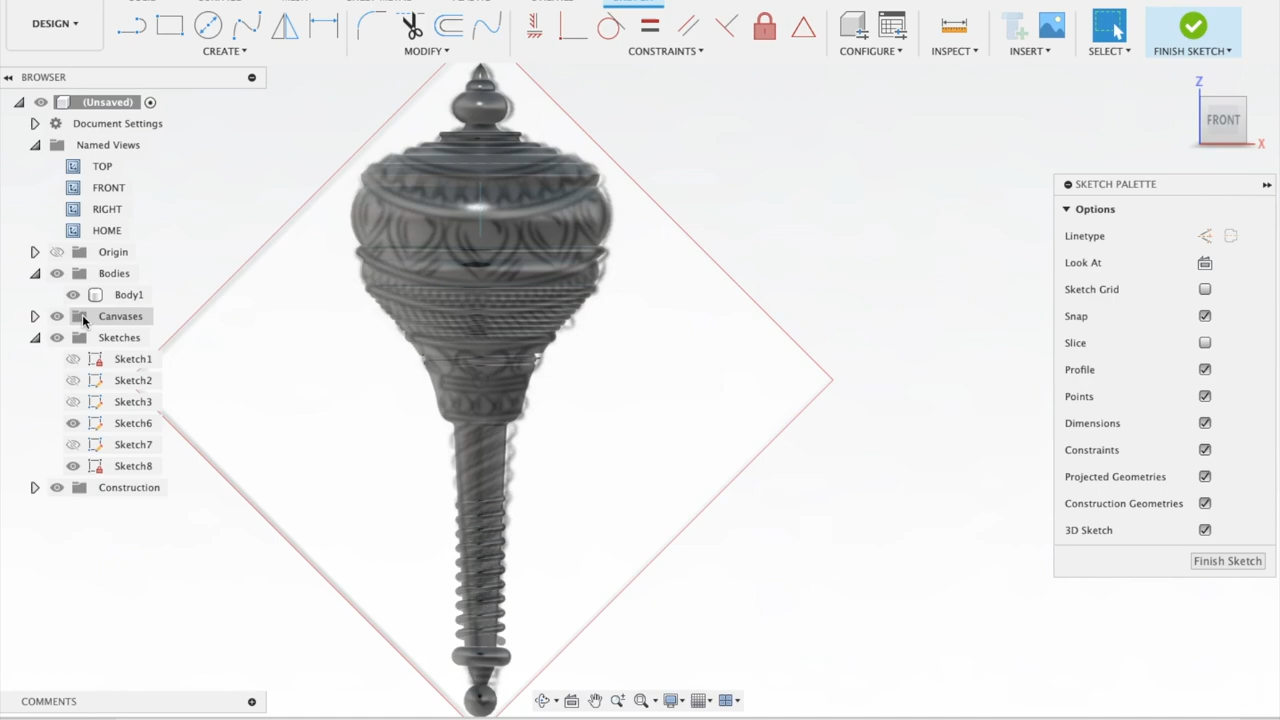 DESIGN ▾
CREATE ▾
MODIFY ▾
CONSTRAINTS ▾
CONFIGURE ▾
INSPECT ▾
INSERT ▾
SELECT ▾
FINISH SKETCH ▾
BROWSER
(Unsaved)
Document Settings
Named Views
TOP
FRONT
RIGHT
HOME
Origin
Bodies
Body1
Canvases
Sketches
Sketch1
Sketch2
Sketch3
Sketch6
Sketch7
Sketch8
Construction
Z
FRONT
X
SKETCH PALETTE
Options
Linetype
Look At
Sketch Grid
Snap
Slice
Profile
Points
Dimensions
Constraints
Projected Geometries
Construction Geometries
3D Sketch
Finish Sketch
COMMENTS